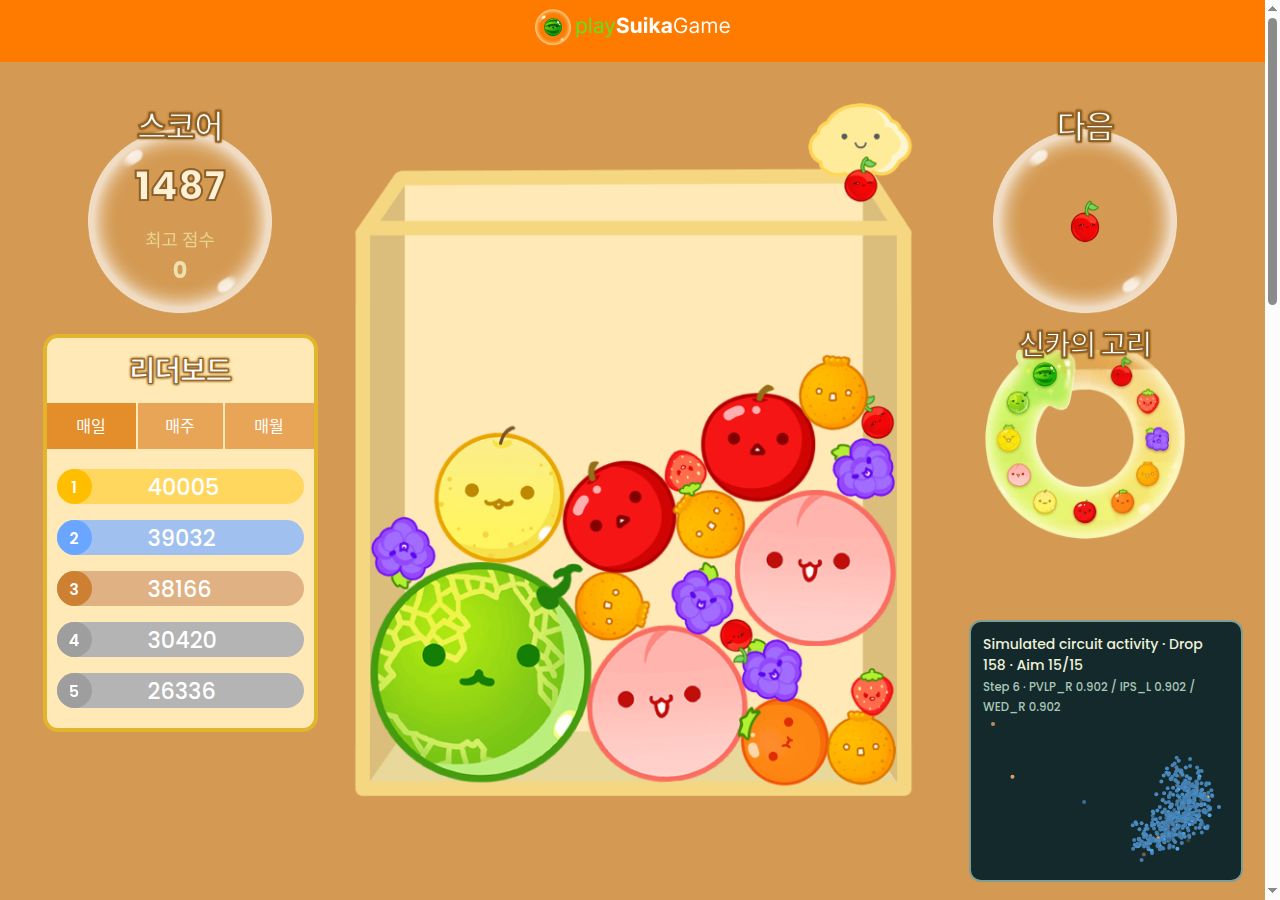 playSuikaGame
스코어
1487
최고 점수
0
다음
리더보드
매일 매주 매월
1 40005
2 39032
3 38166
4 30420
5 26336
신카의 고리
Simulated circuit activity · Drop
158 · Aim 15/15
Step 6 · PVLP_R 0.902 / IPS_L 0.902 /
WED_R 0.902